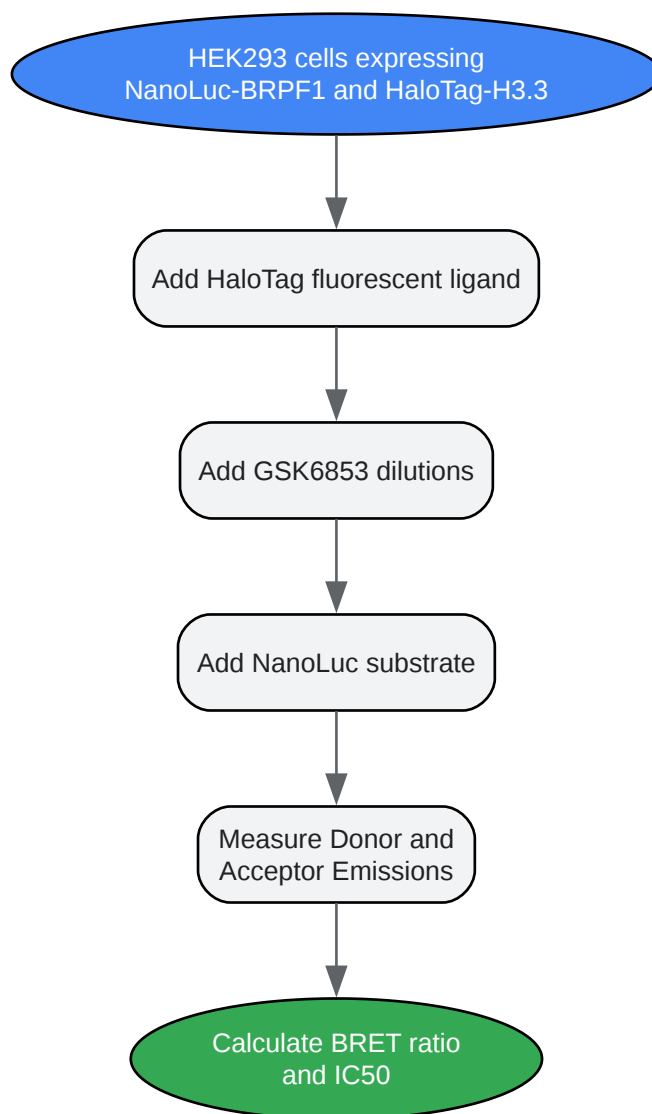 HEK293 cells expressing
NanoLuc-BRPF1 and HaloTag-H3.3
Add HaloTag fluorescent ligand
Add GSK6853 dilutions
Add NanoLuc substrate
Measure Donor and
Acceptor Emissions
Calculate BRET ratio
and IC50